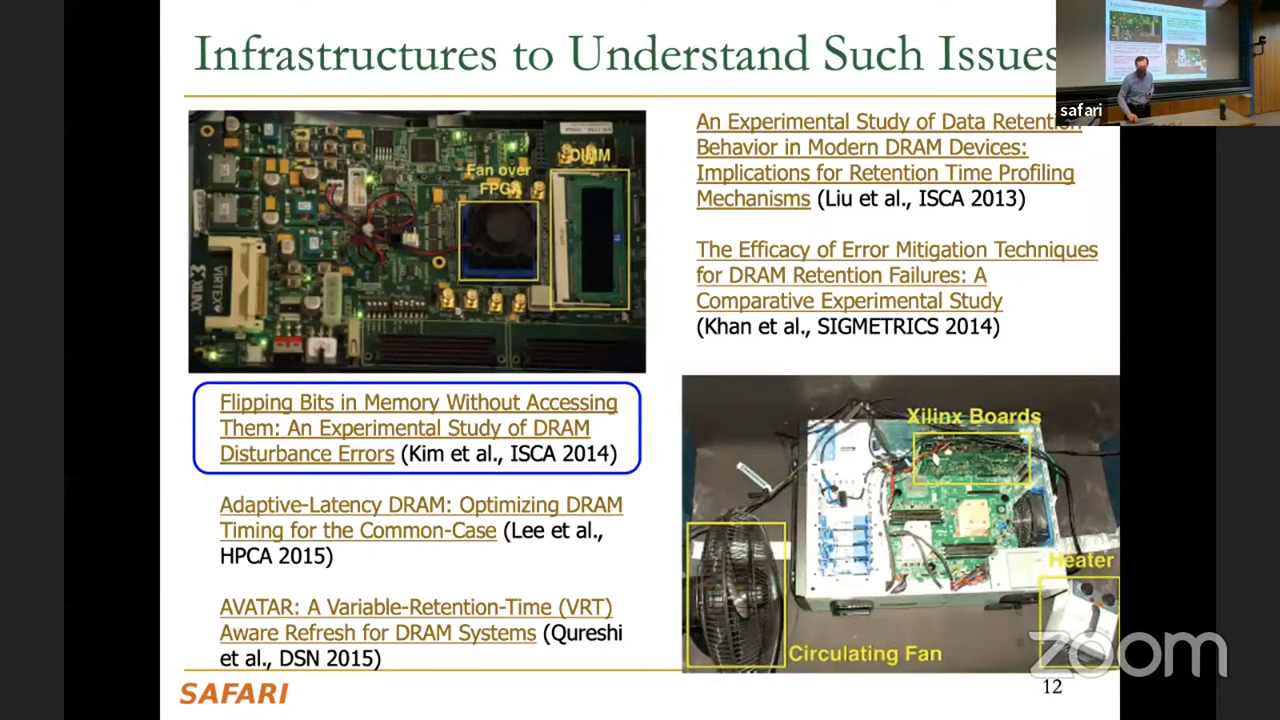 Infrastructures to Understand Such Issues
safari
Fan over
FPGA
DIMM
XILINX
VIRTEX
An Experimental Study of Data Retention
Behavior in Modern DRAM Devices:
Implications for Retention Time Profiling
Mechanisms (Liu et al., ISCA 2013)
The Efficacy of Error Mitigation Techniques
for DRAM Retention Failures: A
Comparative Experimental Study
(Khan et al., SIGMETRICS 2014)
Flipping Bits in Memory Without Accessing
Them: An Experimental Study of DRAM
Disturbance Errors (Kim et al., ISCA 2014)
Adaptive-Latency DRAM: Optimizing DRAM
Timing for the Common-Case (Lee et al.,
HPCA 2015)
AVATAR: A Variable-Retention-Time (VRT)
Aware Refresh for DRAM Systems (Qureshi
et al., DSN 2015)
Xilinx Boards
Heater
Circulating Fan
zoom
SAFARI
12